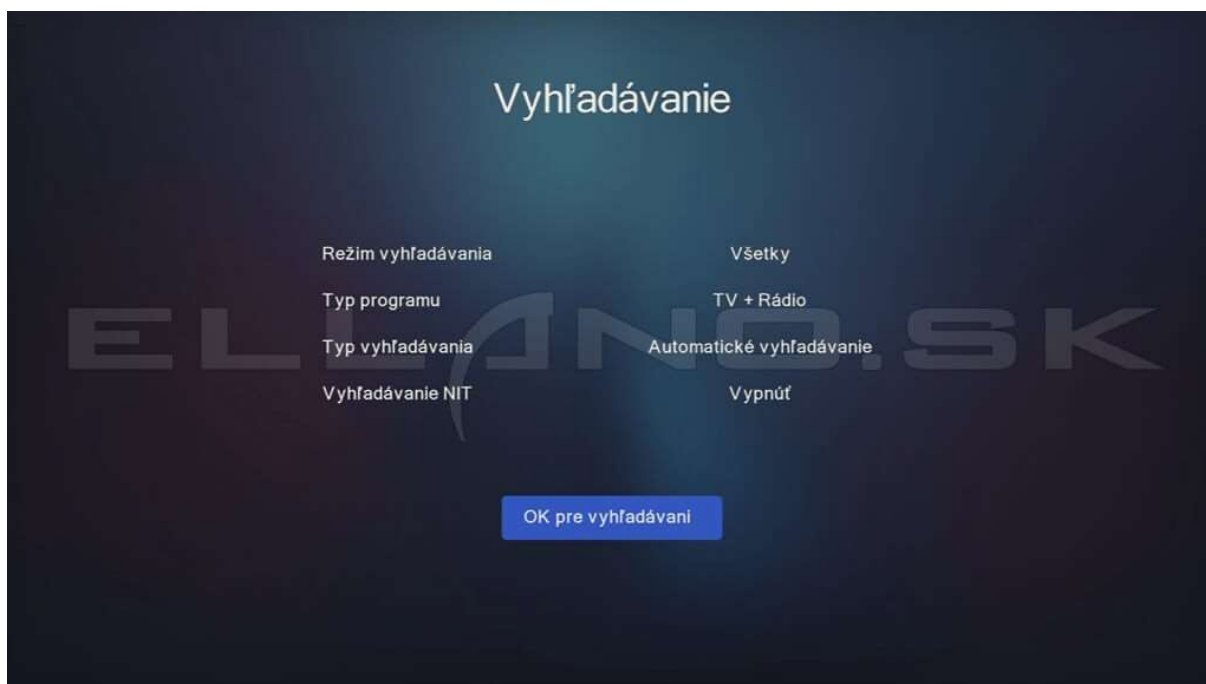 Vyhľadávanie
Režim vyhľadávania Všetky
Typ programu TV + Rádio
ELLANO.SK
Typ vyhľadávania Automatické vyhľadávanie
Vyhľadávanie NIT Vypnúť
OK pre vyhľadávani